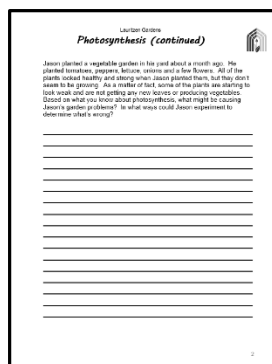 Lauritzen Gardens
Photosynthesis (continued)
Jason planted a vegetable garden in his yard about a month ago. He
planted tomatoes, peppers, lettuce, onions and a few flowers. All of the
plants looked healthy and strong when Jason planted them, but they don't
seem to be growing. As a matter of fact, some of the plants are starting to
look weak and are not getting any new leaves or producing vegetables.
Based on what you know about photosynthesis, what might be causing
Jason's garden problems? In what ways could Jason experiment to
determine what's wrong?
2